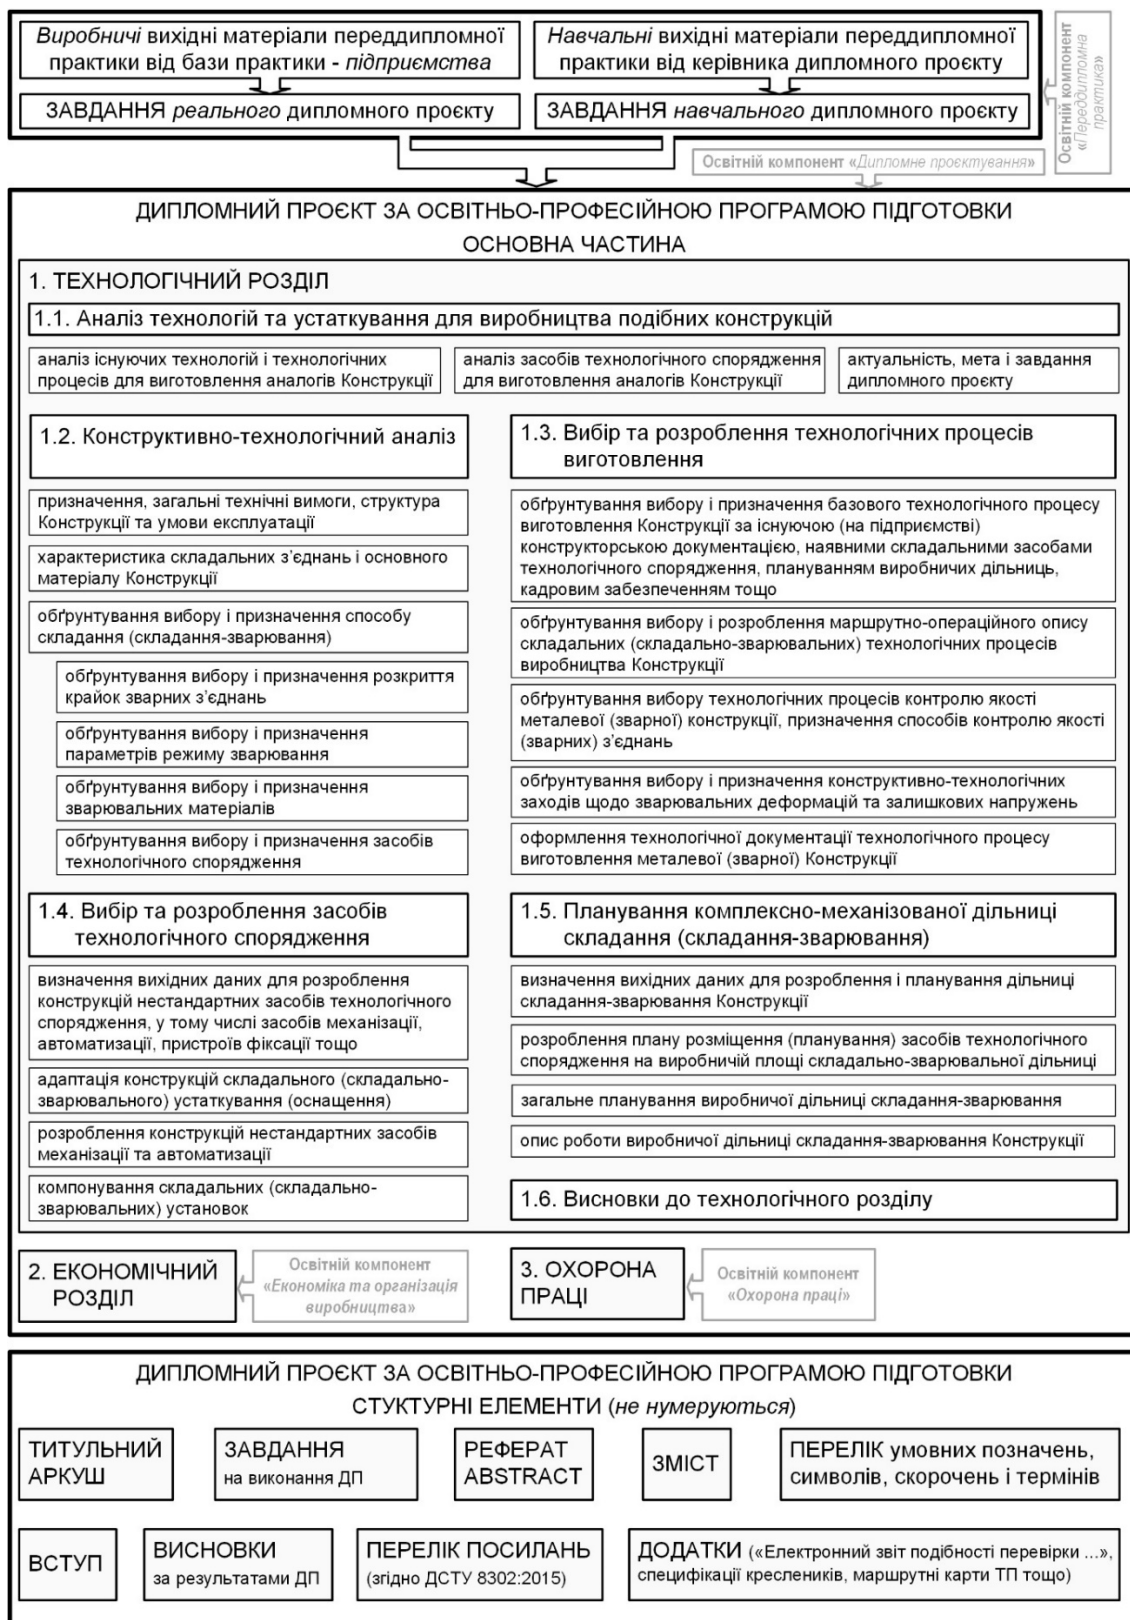 Виробничі вихідні матеріали переддипломної
практики від бази практики - підприємства
Навчальні вихідні матеріали переддипломної
практики від керівника дипломного проєкту
ЗАВДАННЯ реального дипломного проєкту
ЗАВДАННЯ навчального дипломного проєкту
Освітній компонент
«Переддипломна
практика»
Освітній компонент «Дипломне проєктування»
ДИПЛОМНИЙ ПРОЄКТ ЗА ОСВІТНЬО-ПРОФЕСІЙНОЮ ПРОГРАМОЮ ПІДГОТОВКИ
ОСНОВНА ЧАСТИНА
1. ТЕХНОЛОГІЧНИЙ РОЗДІЛ
1.1. Аналіз технологій та устаткування для виробництва подібних конструкцій
аналіз існуючих технологій і технологічних
процесів для виготовлення аналогів Конструкції
аналіз засобів технологічного спорядження
для виготовлення аналогів Конструкції
актуальність, мета і завдання
дипломного проєкту
1.2. Конструктивно-технологічний аналіз
призначення, загальні технічні вимоги, структура
Конструкції та умови експлуатації
характеристика складальних з’єднань і основного
матеріалу Конструкції
обґрунтування вибору і призначення способу
складання (складання-зварювання)
обґрунтування вибору і призначення розкриття
крайок зварних з’єднань
обґрунтування вибору і призначення
параметрів режиму зварювання
обґрунтування вибору і призначення
зварювальних матеріалів
обґрунтування вибору і призначення засобів
технологічного спорядження
1.3. Вибір та розроблення технологічних процесів
виготовлення
обґрунтування вибору і призначення базового технологічного процесу
виготовлення Конструкції за існуючою (на підприємстві)
конструкторською документацією, наявними складальними засобами
технологічного спорядження, плануванням виробничих дільниць,
кадровим забезпеченням тощо
обґрунтування вибору і розроблення маршрутно-операційного опису
складальних (складально-зварювальних) технологічних процесів
виробництва Конструкції
обґрунтування вибору технологічних процесів контролю якості
металевої (зварної) конструкції, призначення способів контролю якості
(зварних) з’єднань
обґрунтування вибору і призначення конструктивно-технологічних
заходів щодо зварювальних деформацій та залишкових напружень
оформлення технологічної документації технологічного процесу
виготовлення металевої (зварної) Конструкції
1.4. Вибір та розроблення засобів
технологічного спорядження
визначення вихідних даних для розроблення
конструкцій нестандартних засобів технологічного
спорядження, у тому числі засобів механізації,
автоматизації, пристроїв фіксації тощо
адаптація конструкцій складального (складально-
зварювального) устаткування (оснащення)
розроблення конструкцій нестандартних засобів
механізації та автоматизації
компонування складальних (складально-
зварювальних) установок
1.5. Планування комплексно-механізованої дільниці
складання (складання-зварювання)
визначення вихідних даних для розроблення і планування дільниці
складання-зварювання Конструкції
розроблення плану розміщення (планування) засобів технологічного
спорядження на виробничій площі складально-зварювальної дільниці
загальне планування виробничої дільниці складання-зварювання
опис роботи виробничої дільниці складання-зварювання Конструкції
1.6. Висновки до технологічного розділу
2. ЕКОНОМІЧНИЙ
РОЗДІЛ
Освітній компонент
«Економіка та організація
виробництва»
3. ОХОРОНА
ПРАЦІ
Освітній компонент
«Охорона праці»
ДИПЛОМНИЙ ПРОЄКТ ЗА ОСВІТНЬО-ПРОФЕСІЙНОЮ ПРОГРАМОЮ ПІДГОТОВКИ
СТУКТУРНІ ЕЛЕМЕНТИ (не нумеруються)
ТИТУЛЬНИЙ
АРКУШ
ЗАВДАННЯ
на виконання ДП
РЕФЕРАТ
ABSTRACT
ЗМІСТ
ПЕРЕЛІК умовних позначень,
символів, скорочень і термінів
ВСТУП
ВИСНОВКИ
за результатами ДП
ПЕРЕЛІК ПОСИЛАНЬ
(згідно ДСТУ 8302:2015)
ДОДАТКИ («Електронний звіт подібності перевірки ...»,
специфікації креслеників, маршрутні карти ТП тощо)